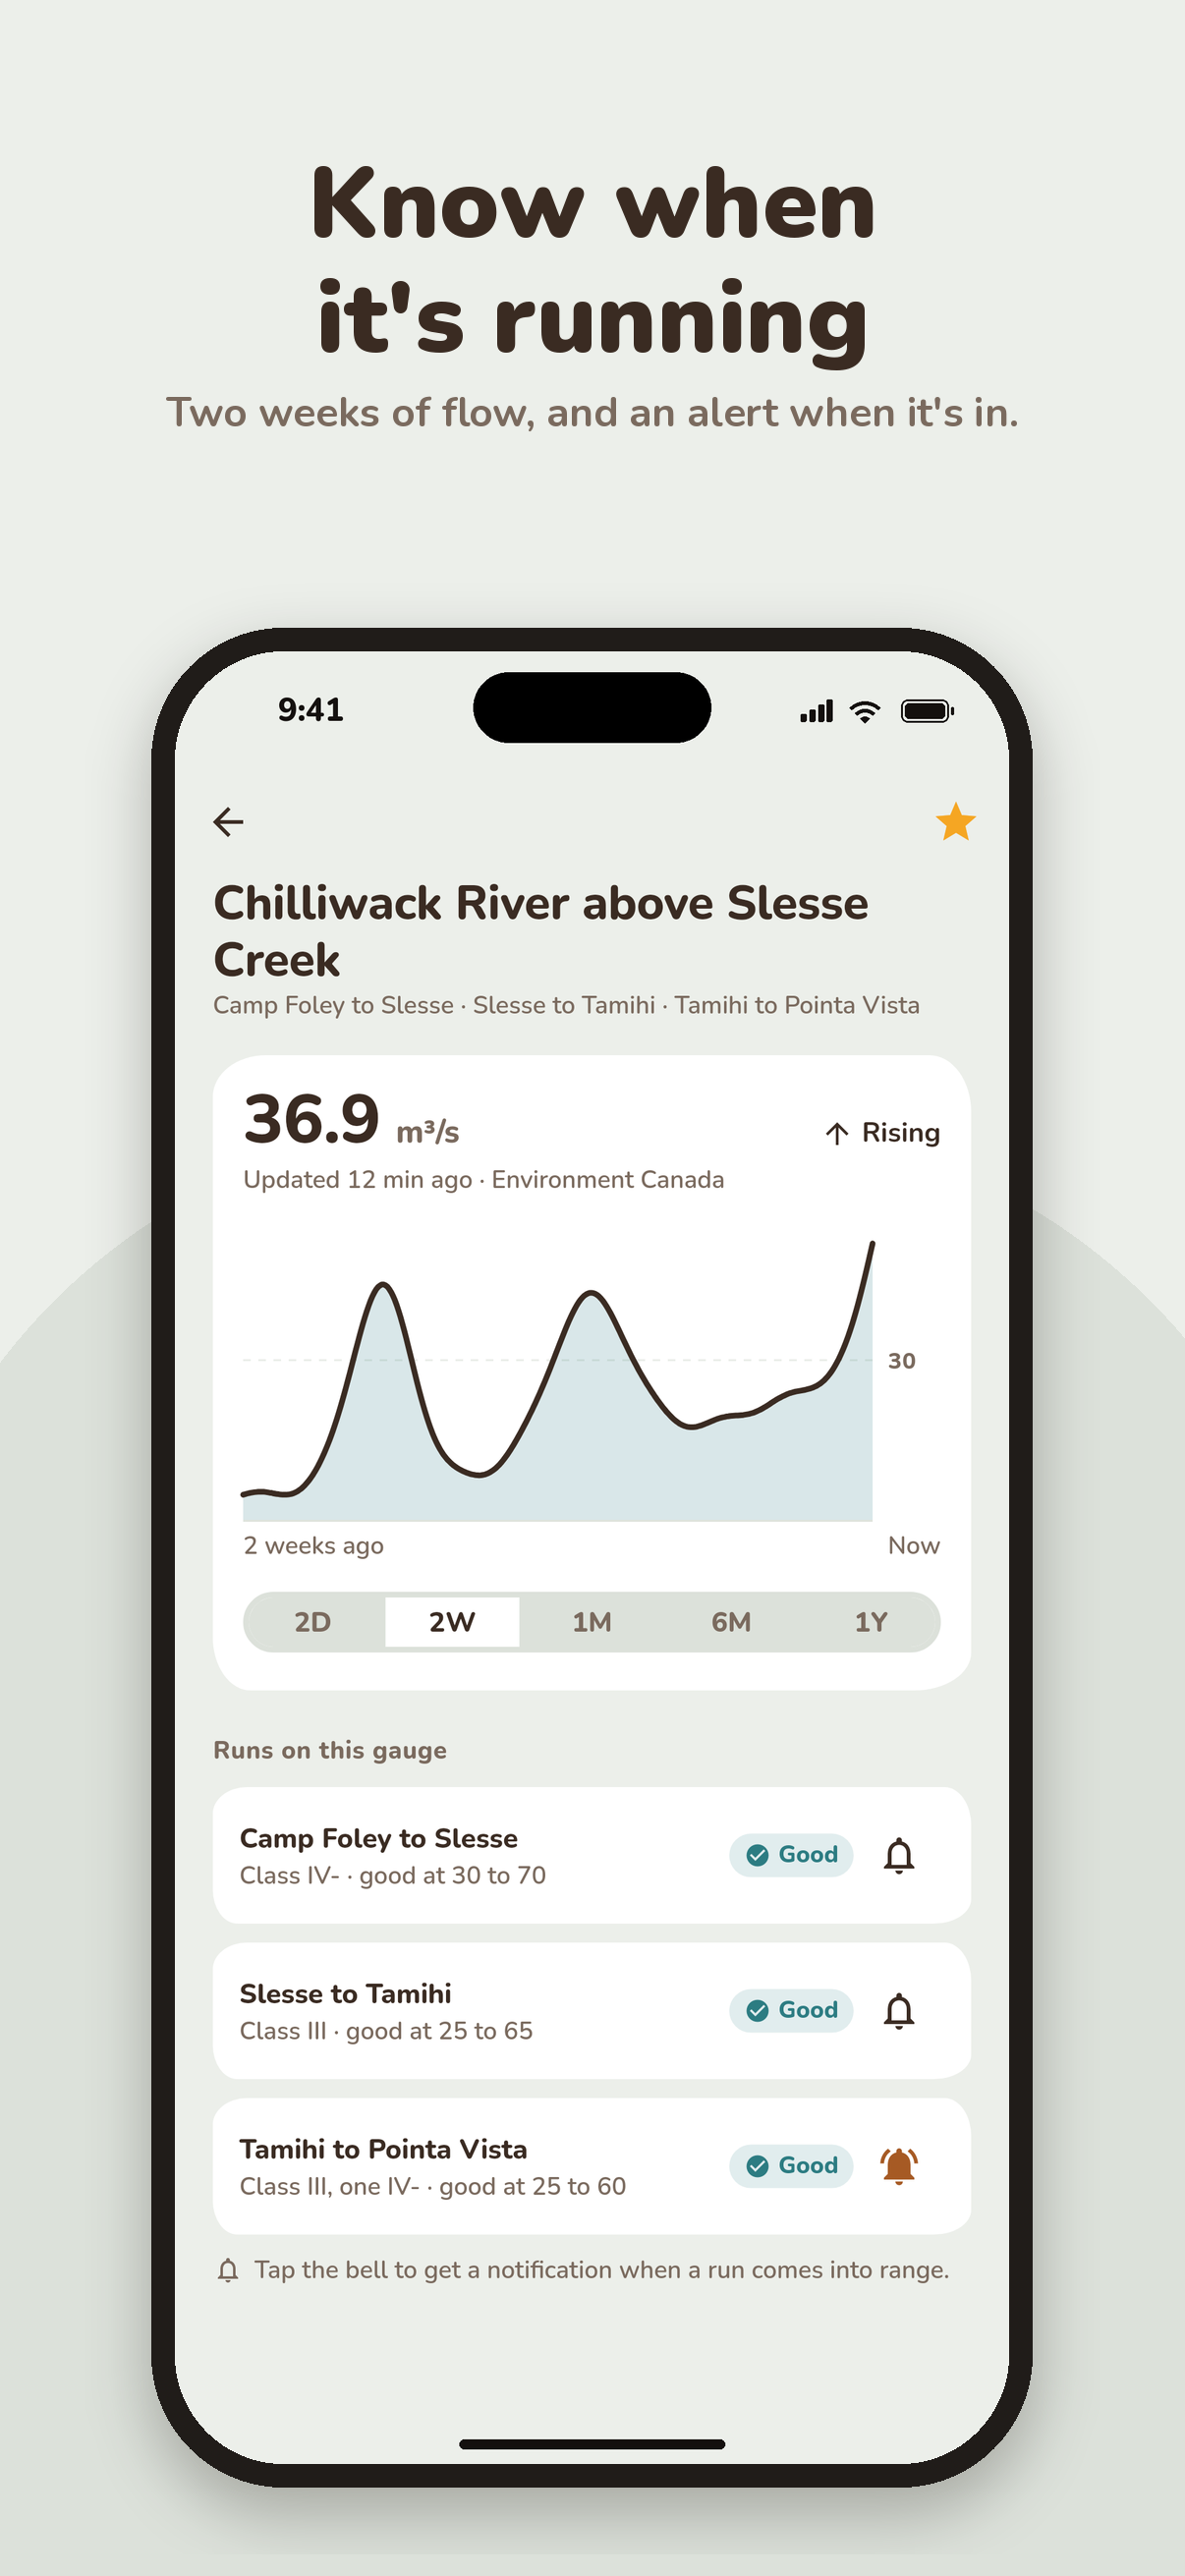 Know when
it's running
Two weeks of flow, and an alert when it's in.
9:41
Chilliwack River above Slesse
Creek
Camp Foley to Slesse · Slesse to Tamihi · Tamihi to Pointa Vista
36.9 m³/s
Rising
Updated 12 min ago · Environment Canada
30
2 weeks ago
Now
2D 2W 1M 6M 1Y
Runs on this gauge
Camp Foley to Slesse
Class IV- · good at 30 to 70
Good
Slesse to Tamihi
Class III · good at 25 to 65
Good
Tamihi to Pointa Vista
Class III, one IV- · good at 25 to 60
Good
Tap the bell to get a notification when a run comes into range.